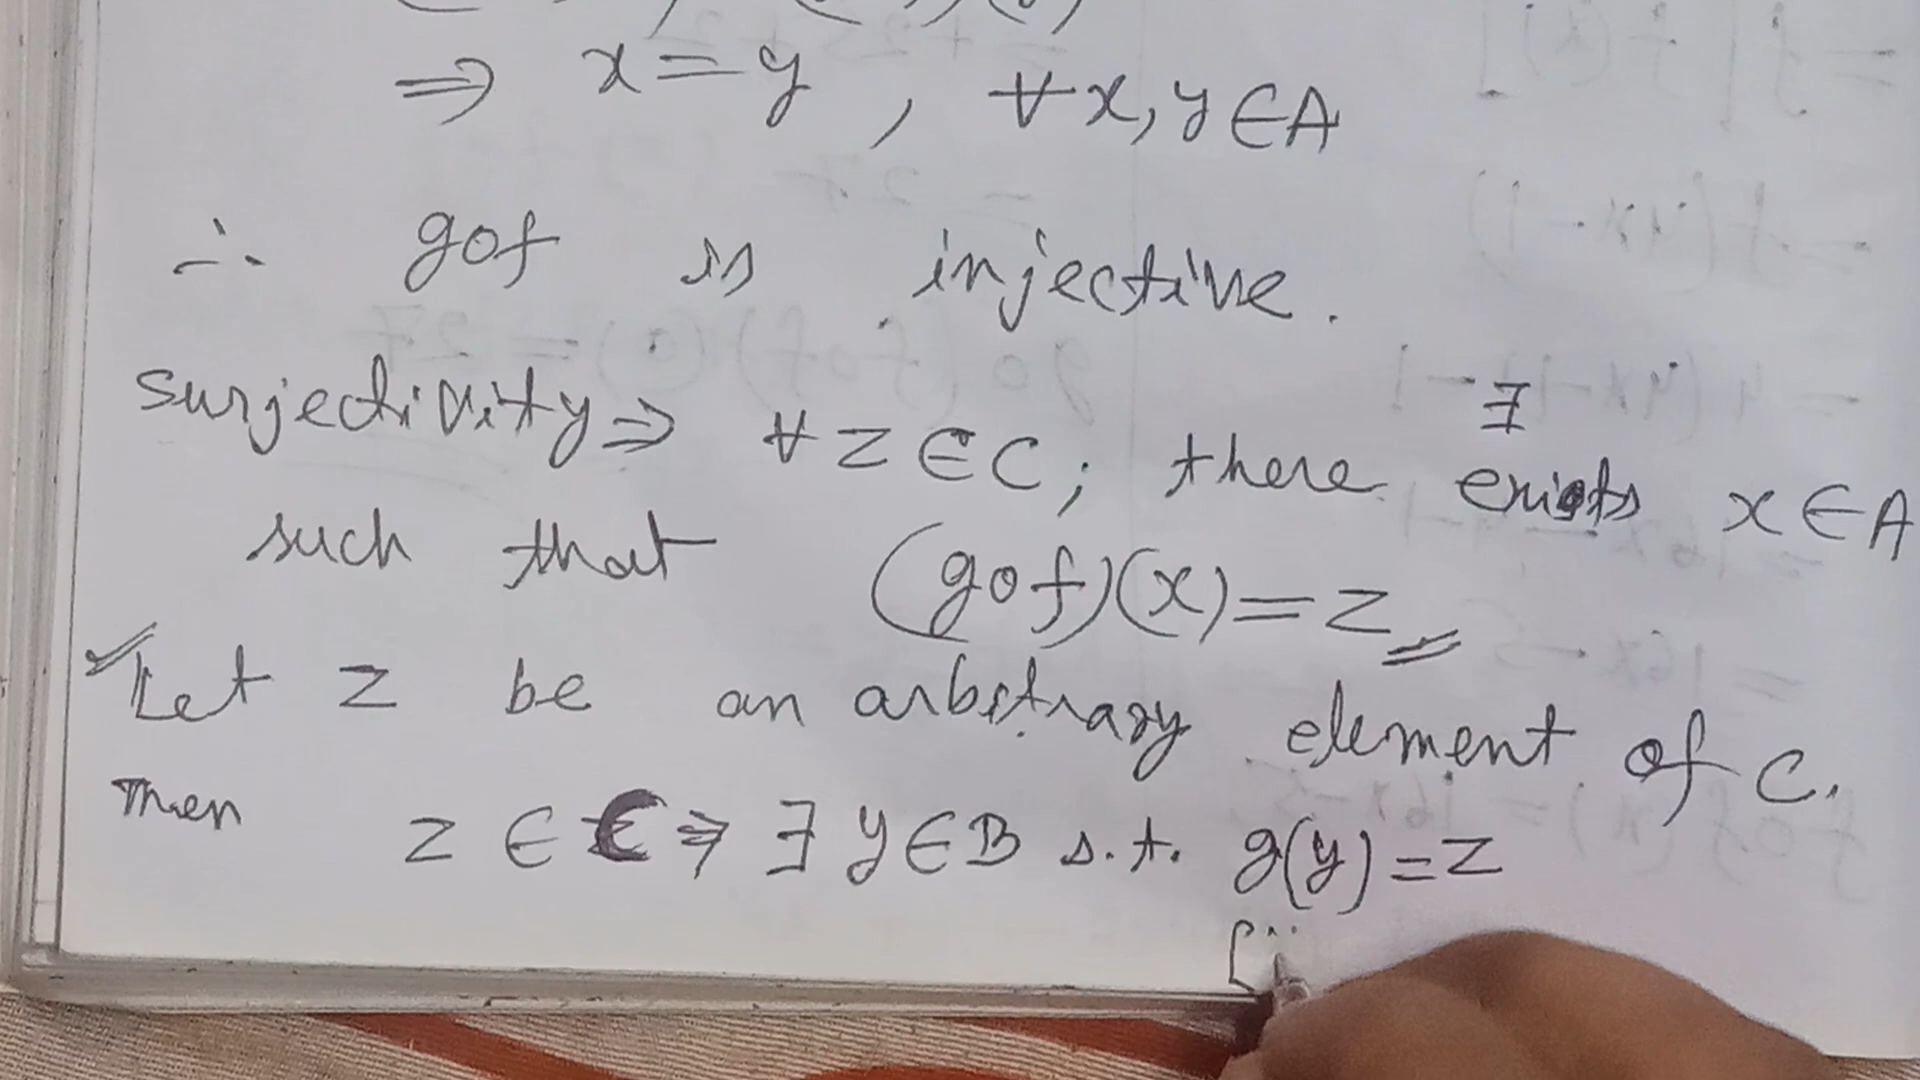 ⇒ x = y , ∀ x, y ∈ A
∴ gof is injective.
surjectivity ⇒ ∀ z ∈ C ; there exists ∃ x ∈ A
such that (gof)(x) = z
Let z be an arbitrary element of C.
Then z ∈ C ⇒ ∃ y ∈ B s.t. g(y) = z
[∵